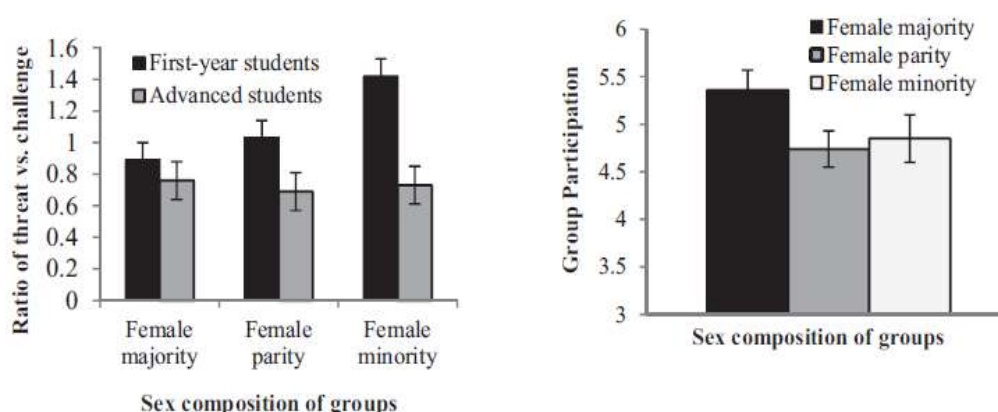 Ratio of threat vs. challenge
1.6
1.4
1.2
1
0.8
0.6
0.4
0.2
0
First-year students
Advanced students
Female majority
Female parity
Female minority
Sex composition of groups
Group Participation
6
5.5
5
4.5
4
3.5
3
Female majority
Female parity
Female minority
Sex composition of groups